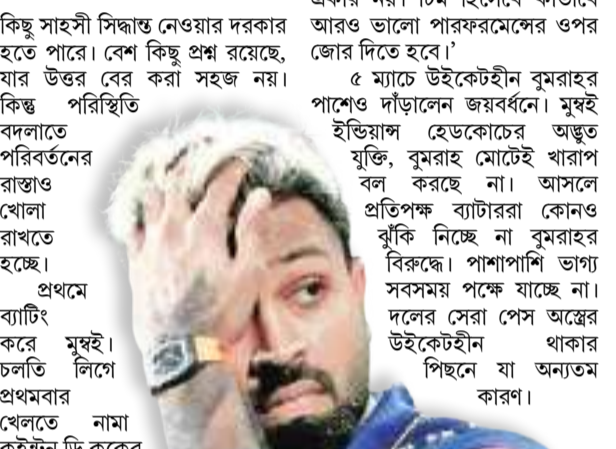 কিছু সাহসী সিদ্ধান্ত নেওয়ার দরকার
হতে পারে। বেশ কিছু প্রশ্ন রয়েছে,
যার উত্তর বের করা সহজ নয়।
কিন্তু পরিস্থিতি
বদলাতে
পরিবর্তনের
রাস্তাও
খোলা
রাখতে
হচ্ছে।
প্রথমে
ব্যাটিং
করে মুম্বই।
চলতি লিগে
প্রথমবার
খেলতে নামা
কুইন্টন ডি ককের
আরও ভালো পারফরমেন্সের ওপর
জোর দিতে হবে।’
৫ ম্যাচে উইকেটহীন বুমরাহর
পাশেও দাঁড়ালেন জয়বর্ধনে। মুম্বই
ইন্ডিয়ান্স হেডকোচের অদ্ভুত
যুক্তি, বুমরাহ মোটেই খারাপ
বল করছে না। আসলে
প্রতিপক্ষ ব্যাটাররা কোনও
ঝুঁকি নিচ্ছে না বুমরাহর
বিরুদ্ধে। পাশাপাশি ভাগ্য
সবসময় পক্ষে যাচ্ছে না।
দলের সেরা পেস অস্ত্রের
উইকেটহীন থাকার
পিছনে যা অন্যতম
কারণ।